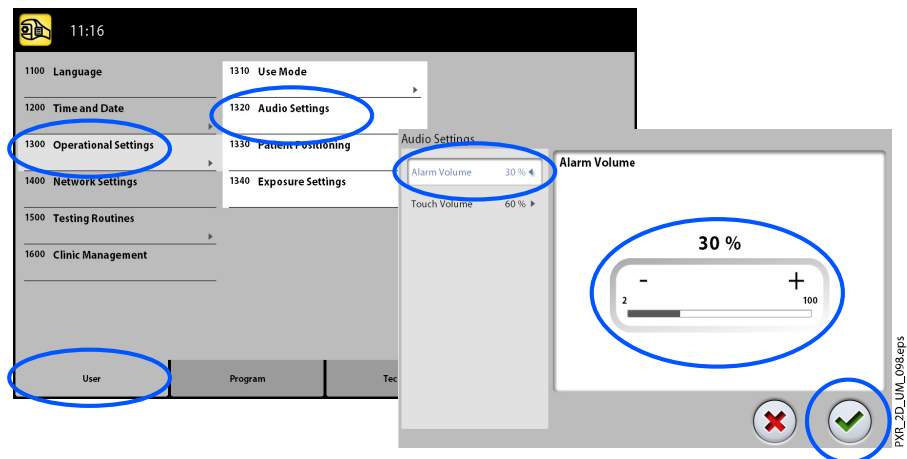 11:16
1100 Language
1200 Time and Date
1300 Operational Settings
1400 Network Settings
1500 Testing Routines
1600 Clinic Management
1310 Use Mode
1320 Audio Settings
1330 Patient Positioning
1340 Exposure Settings
User
Program
Tec
Audio Settings
Alarm Volume 30 %
Touch Volume 60 %
Alarm Volume
30 %
- +
2 100
PXR_2D_UM_098.eps